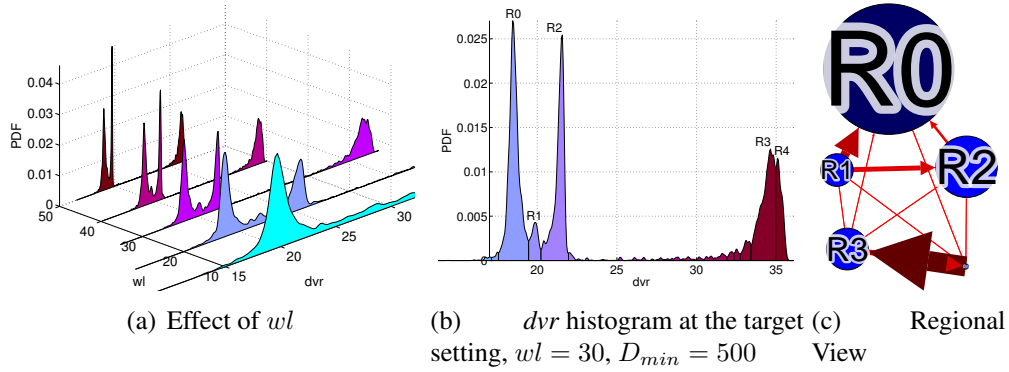 PDF
0.04
0.03
0.02
0.01
0
50
40
30
20
10
wl
15
20
25
30
dvr
PDF
0.025
0.02
0.015
0.01
0.005
0
20
25
30
35
dvr
R0
R1
R2
R3
R4
R0
R1
R2
R3
(a) Effect of wl
(b) dvr histogram at the target
setting, wl = 30, D_min = 500
(c) Regional
View